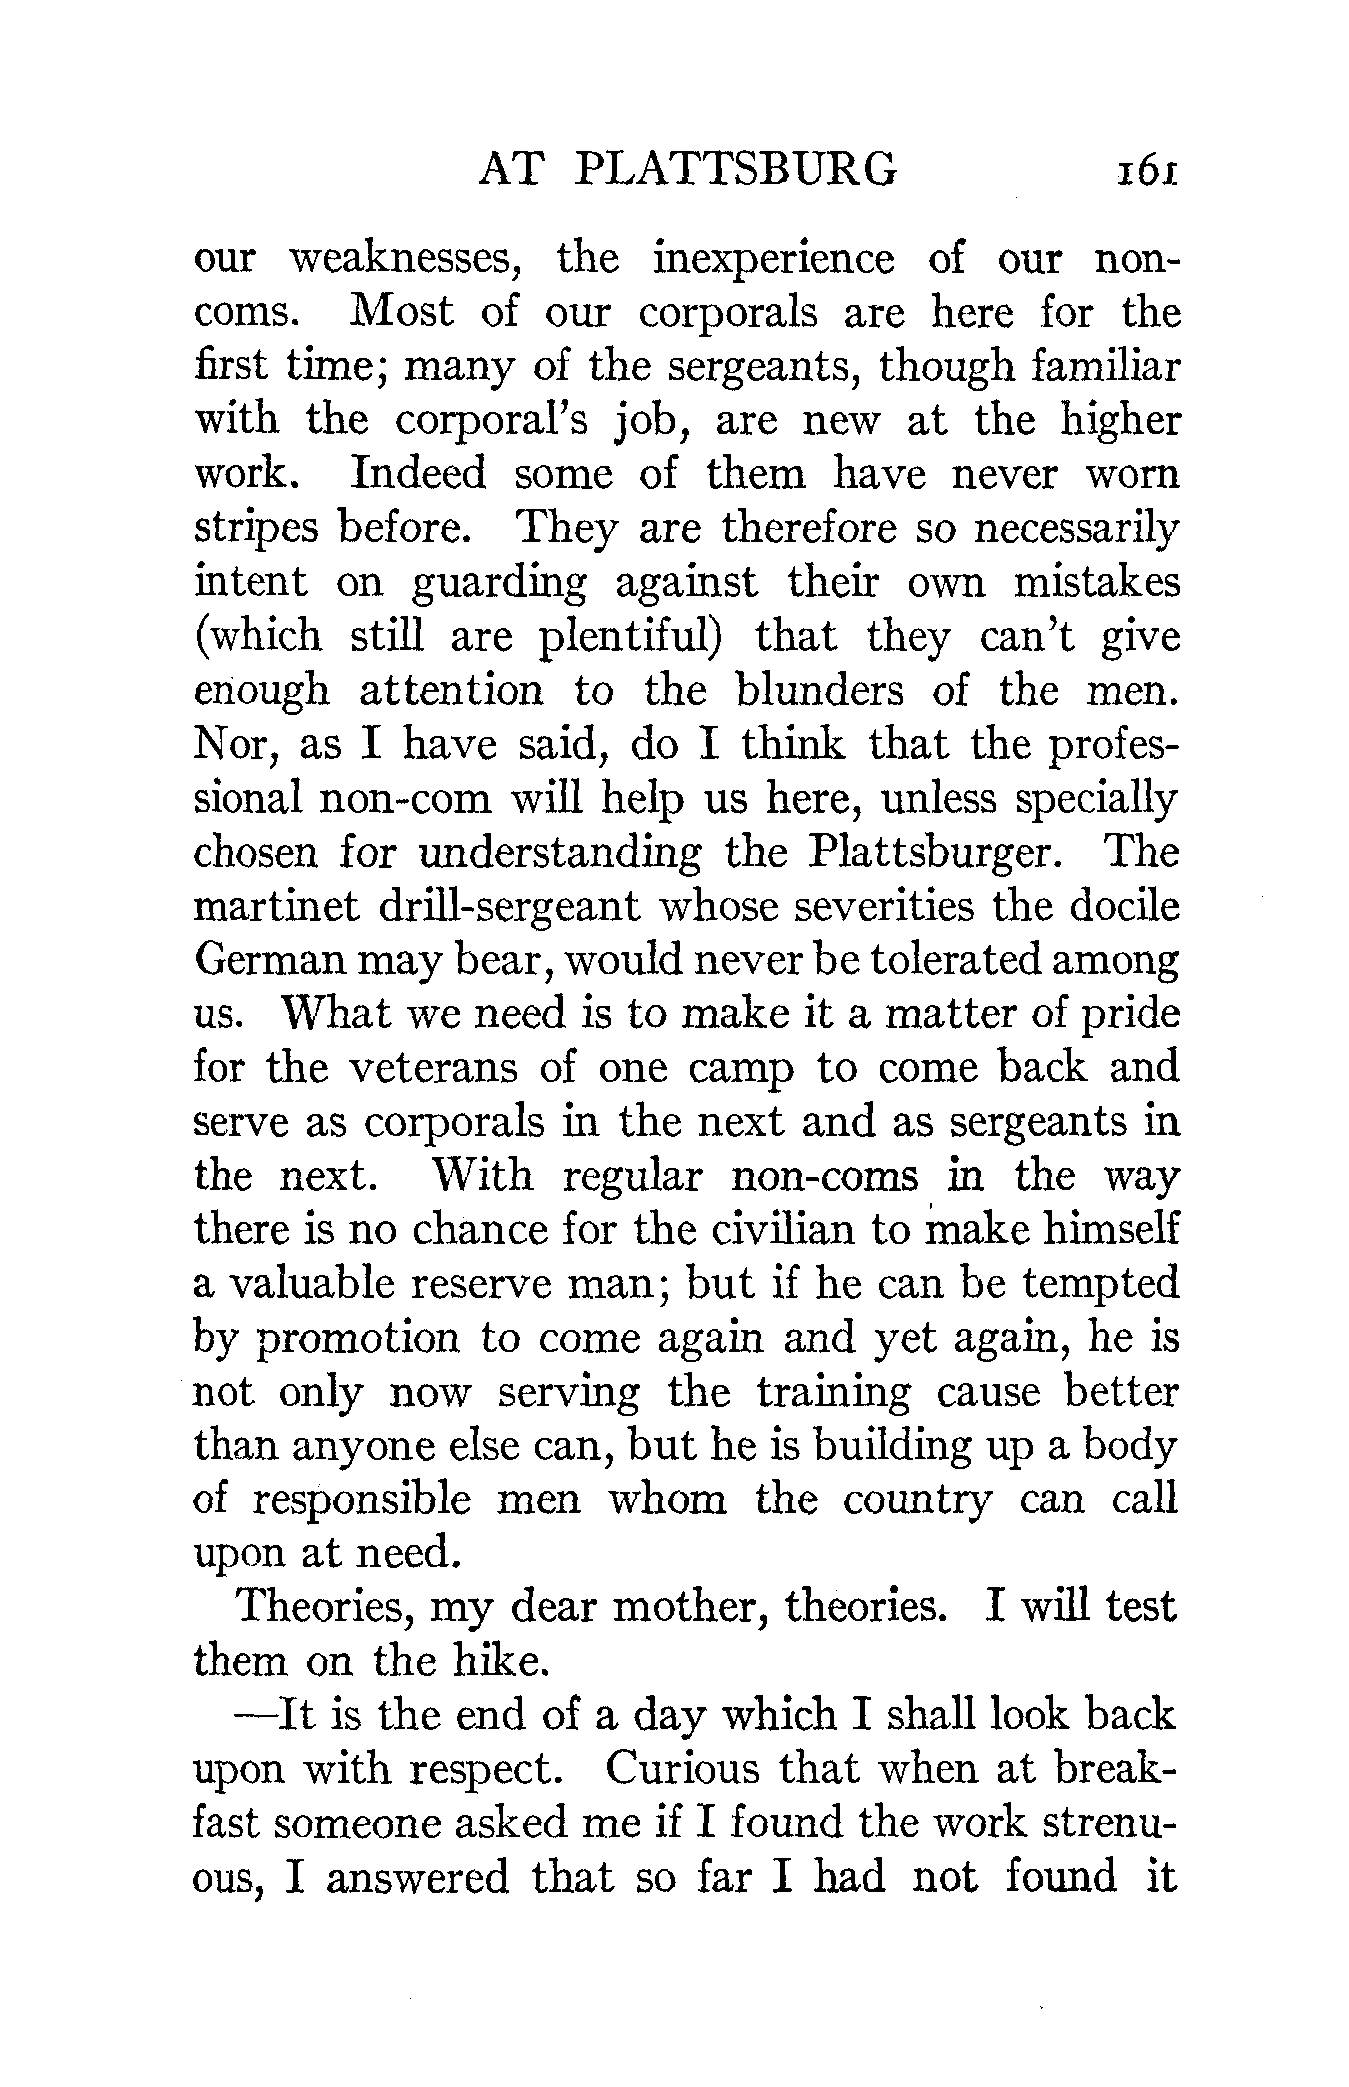 AT PLATTSBURG 161
our weaknesses, the inexperience of our non-
coms. Most of our corporals are here for the
first time; many of the sergeants, though familiar
with the corporal's job, are new at the higher
work. Indeed some of them have never worn
stripes before. They are therefore so necessarily
intent on guarding against their own mistakes
(which still are plentiful) that they can't give
enough attention to the blunders of the men.
Nor, as I have said, do I think that the profes-
sional non-com will help us here, unless specially
chosen for understanding the Plattsburger. The
martinet drill-sergeant whose severities the docile
German may bear, would never be tolerated among
us. What we need is to make it a matter of pride
for the veterans of one camp to come back and
serve as corporals in the next and as sergeants in
the next. With regular non-coms in the way
there is no chance for the civilian to make himself
a valuable reserve man; but if he can be tempted
by promotion to come again and yet again, he is
not only now serving the training cause better
than anyone else can, but he is building up a body
of responsible men whom the country can call
upon at need.
Theories, my dear mother, theories. I will test
them on the hike.
—It is the end of a day which I shall look back
upon with respect. Curious that when at break-
fast someone asked me if I found the work strenu-
ous, I answered that so far I had not found it